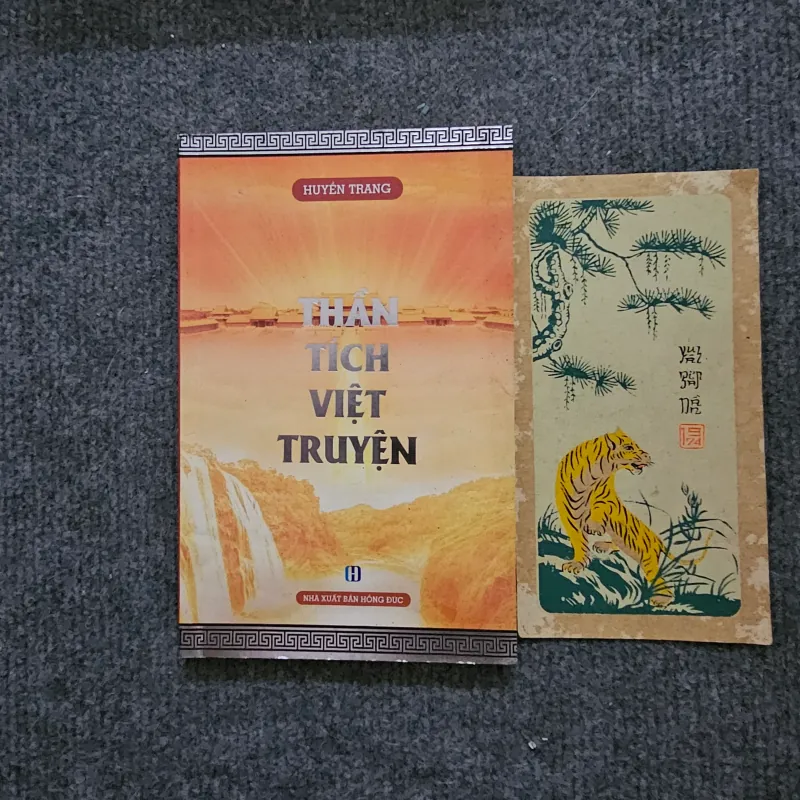 HUYỀN TRANG
THẦN
TÍCH
VIỆT
TRUYỆN
H
NHÀ XUẤT BẢN HỒNG ĐỨC